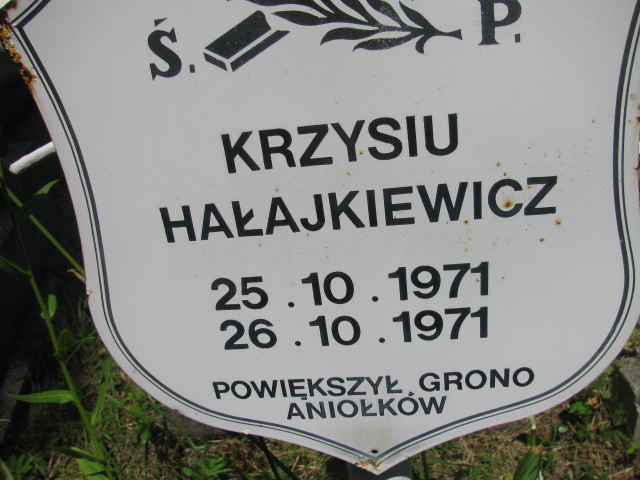 Ś. P.
KRZYSIU
HAŁAJKIEWICZ
25.10.1971
26.10.1971
POWIĘKSZYŁ GRONO
ANIOŁKÓW